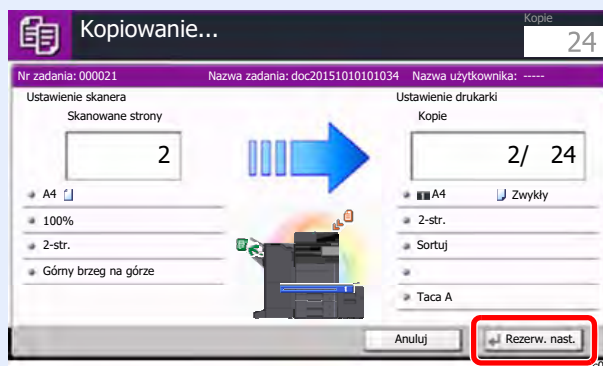 Kopiowanie...
Kopie
24
Nr zadania: 000021 Nazwa zadania: doc20151010101034 Nazwa użytkownika: -----
Ustawienie skanera Ustawienie drukarki
Skanowane strony Kopie
2 2/ 24
A4 A4 Zwykły
100% 2-str.
2-str. Sortuj
Górny brzeg na górze
Taca A
Anuluj Rezerw. nast.